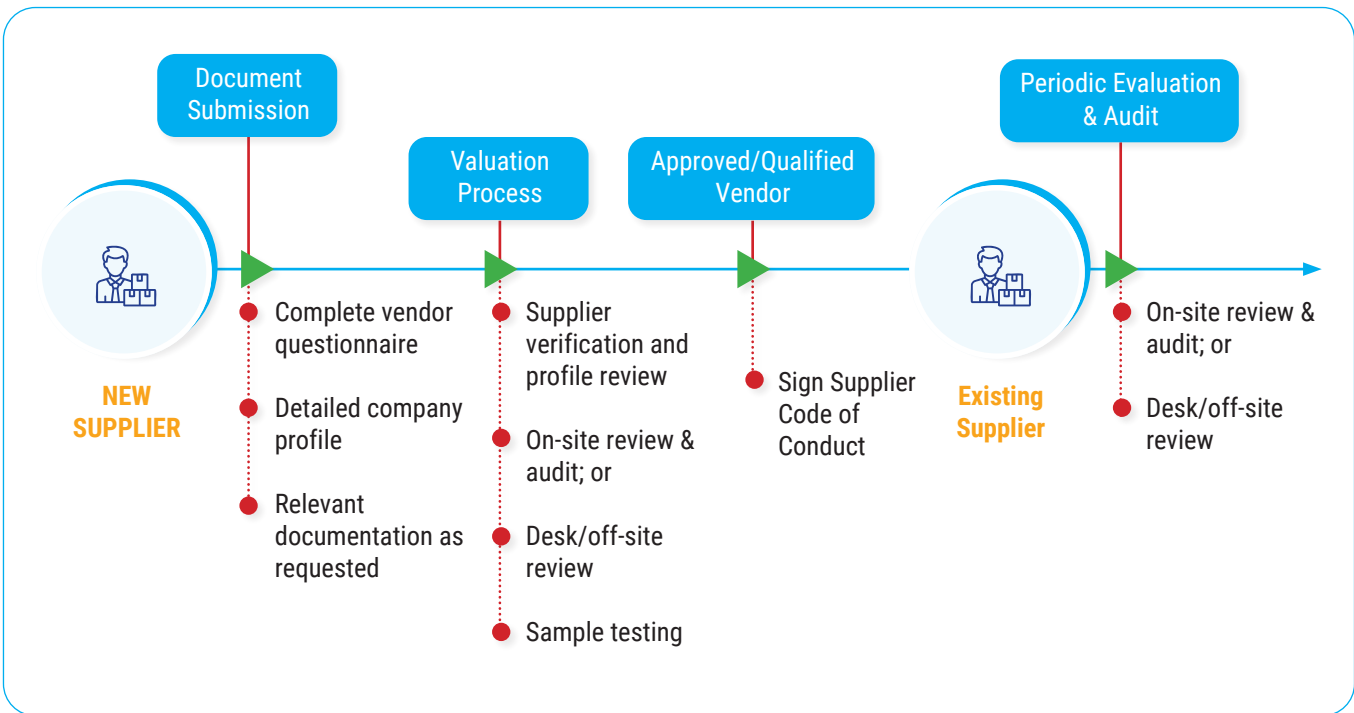 Document
Submission
Valuation
Process
Approved/Qualified
Vendor
Periodic Evaluation
& Audit
NEW
SUPPLIER
Complete vendor
questionnaire
Detailed company
profile
Relevant
documentation as
requested
Supplier
verification and
profile review
On-site review &
audit; or
Desk/off-site
review
Sample testing
Sign Supplier
Code of
Conduct
Existing
Supplier
On-site review &
audit; or
Desk/off-site
review